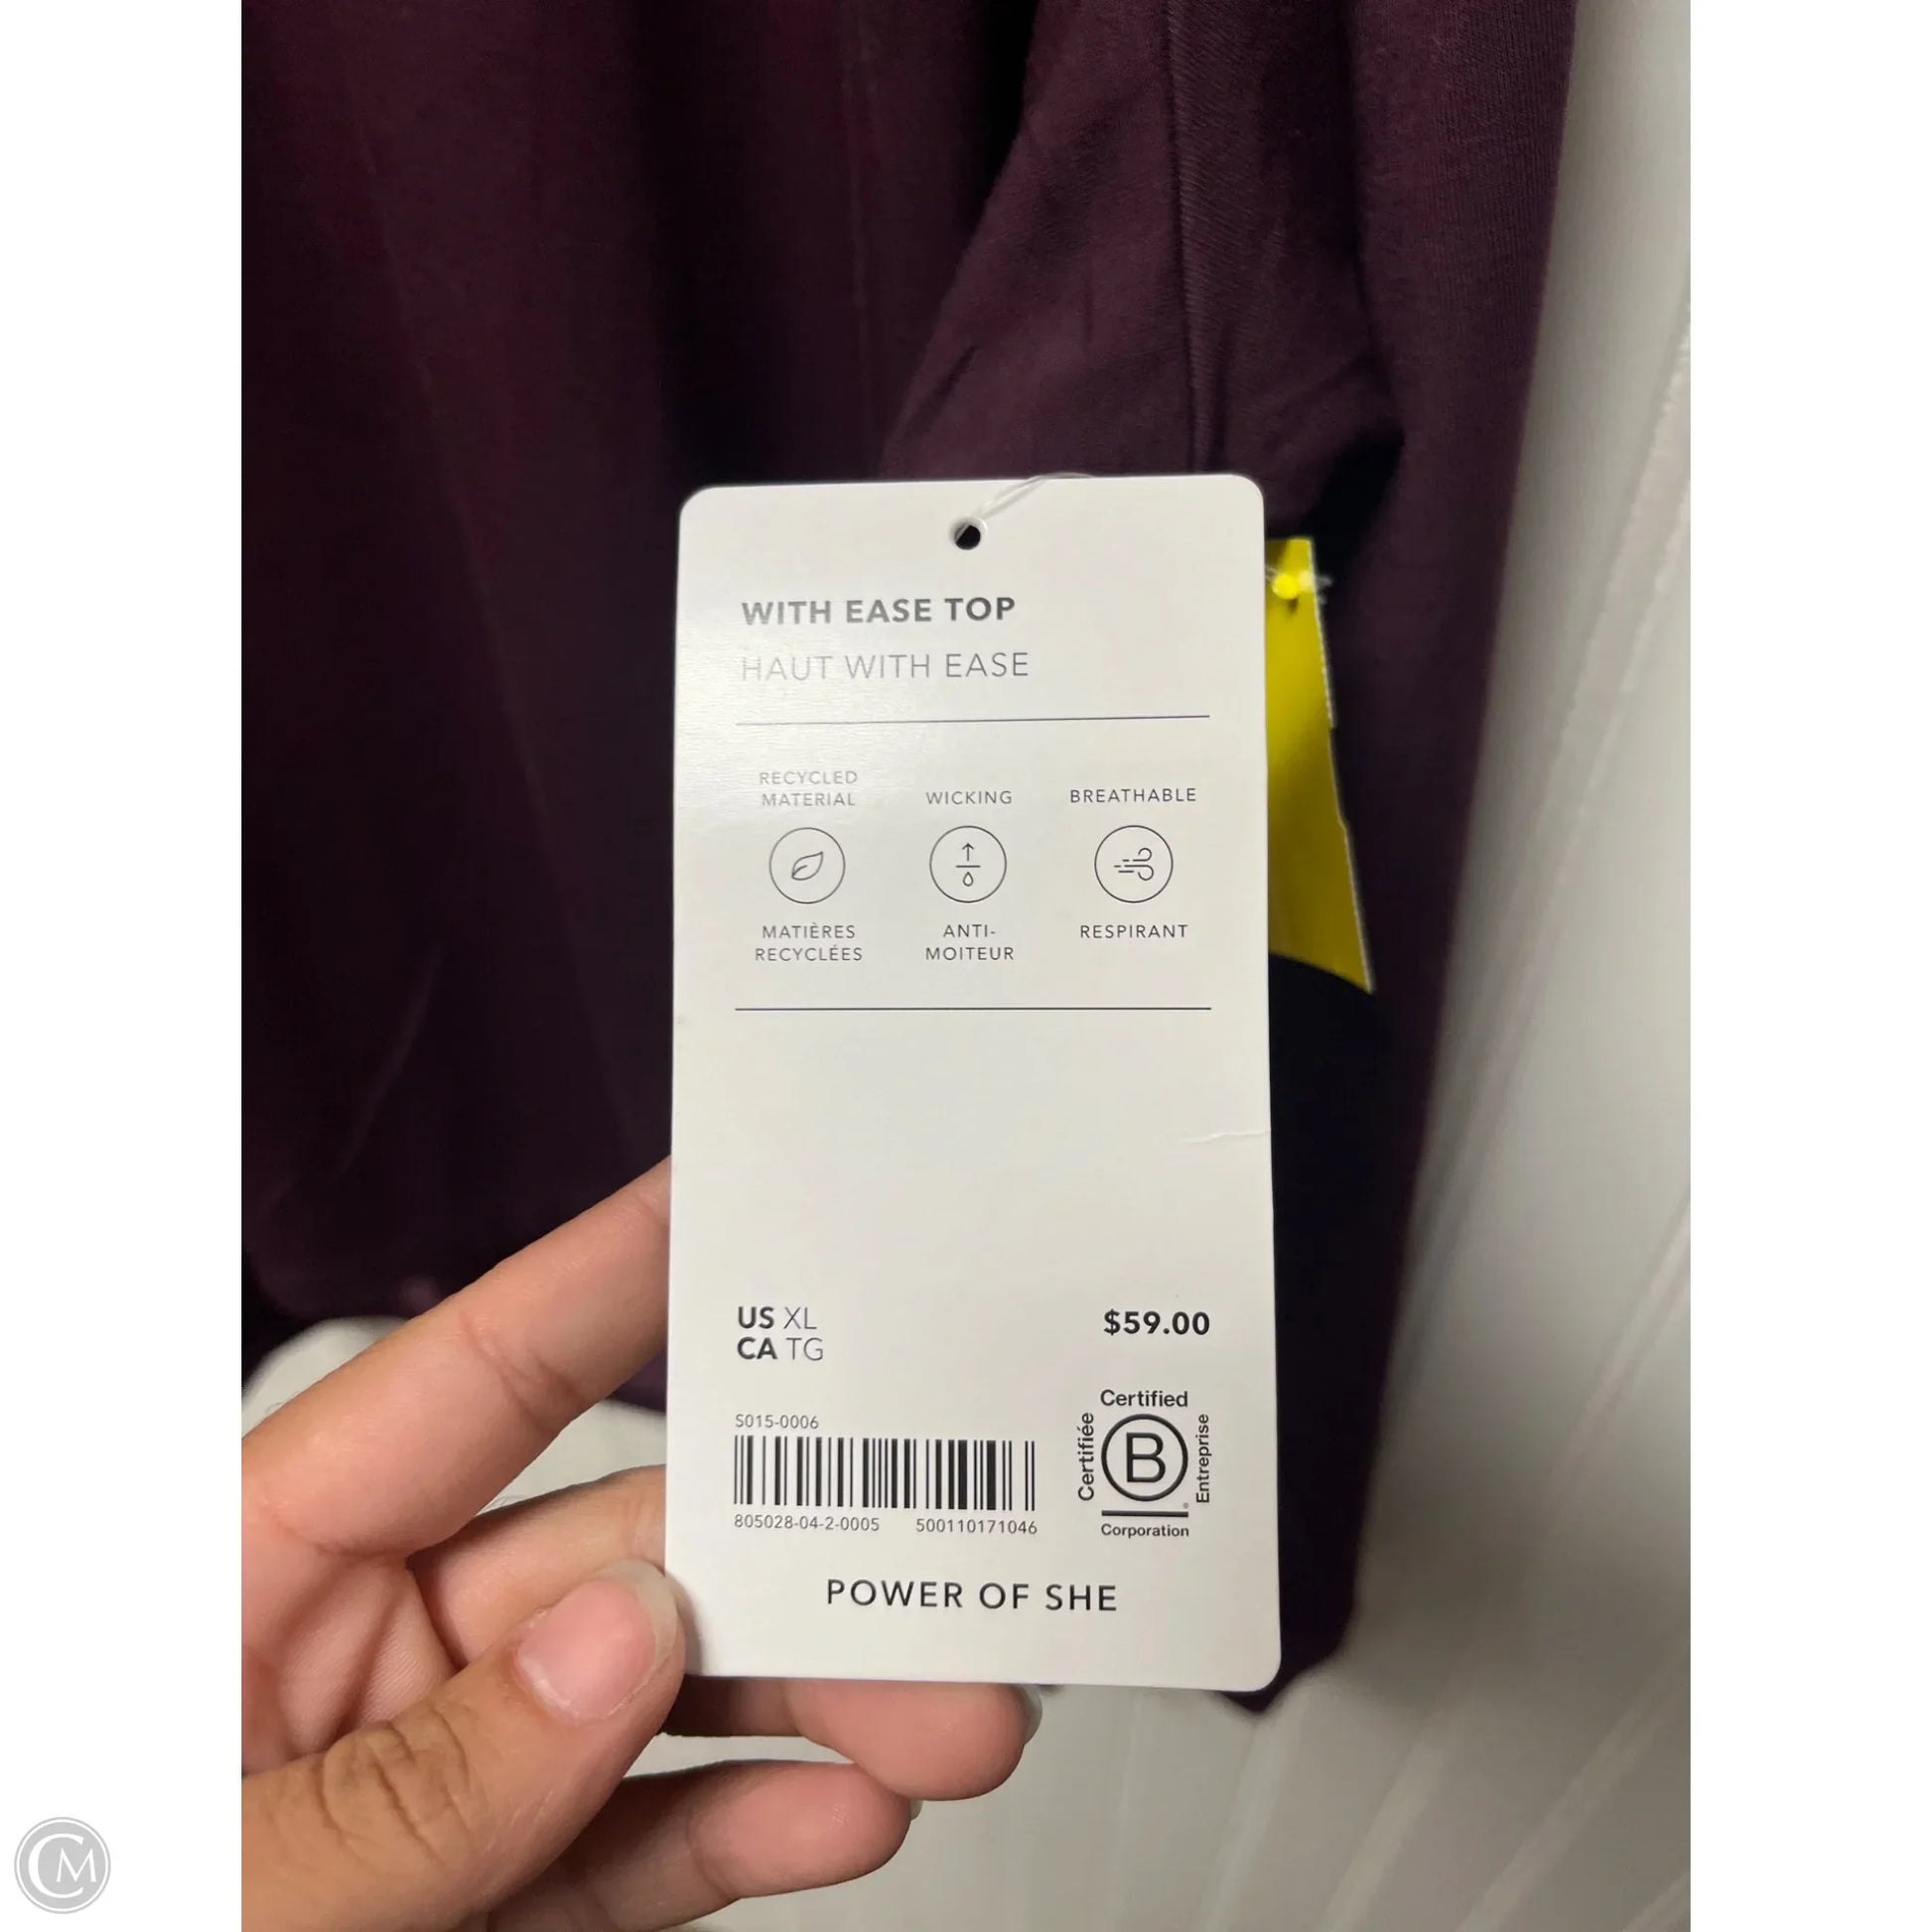 WITH EASE TOP
HAUT WITH EASE
RECYCLED
MATERIAL
WICKING
BREATHABLE
MATIÈRES
RECYCLÉES
ANTI-
MOITEUR
RESPIRANT
US XL
CA TG
$59.00
S015-0006
805028-04-2-0005 500110171046
Certified
Certifiée
B
Entreprise
®
Corporation
POWER OF SHE
CM